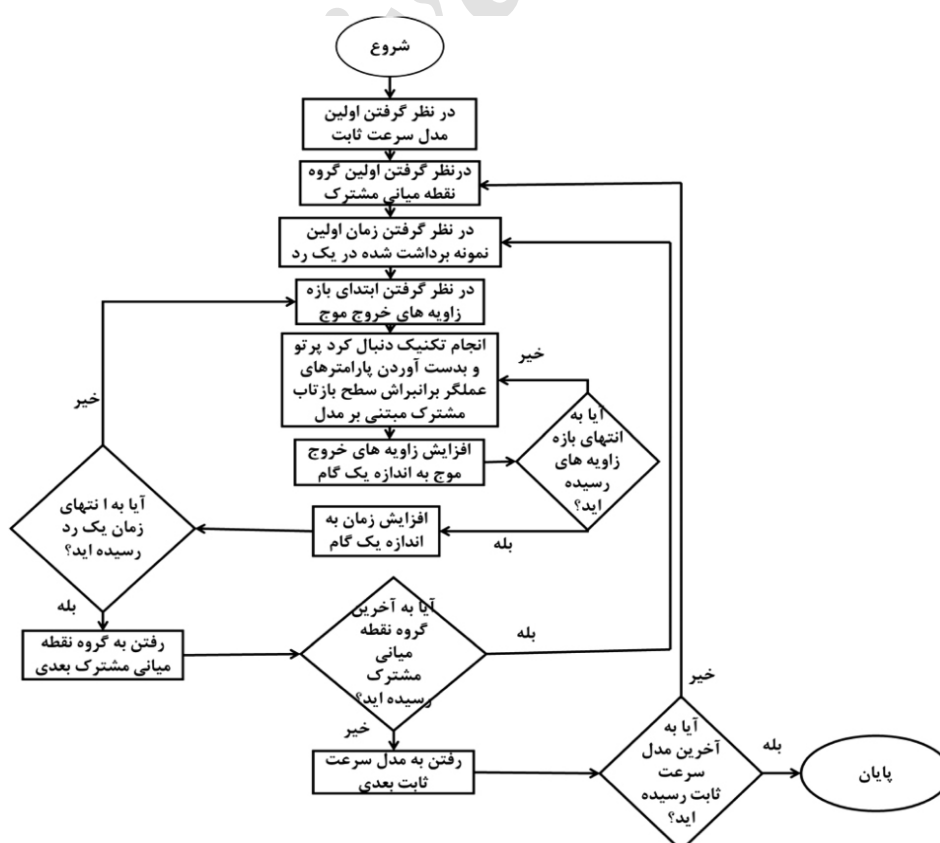 شروع
در نظر گرفتن اولین
مدل سرعت ثابت
درنظر گرفتن اولین گروه
نقطه میانی مشترک
در نظر گرفتن زمان اولین
نمونه برداشت شده در یک رد
در نظر گرفتن ابتدای بازه
زاویه های خروج موج
انجام تکنیک دنبال کرد پرتو
و بدست آوردن پارامترهای
عملگر برانبارش سطح بازتاب
مشترک مبتنی بر مدل
خیر
افزایش زاویه های خروج
موج به اندازه یک گام
آیا به
انتهای بازه
زاویه های
رسیده
اید؟
بله
افزایش زمان به
اندازه یک گام
خیر
آیا به ا نتهای
زمان یک رد
رسیده اید؟
بله
رفتن به گروه نقطه
میانی مشترک بعدی
آیا به آخرین
گروه نقطه
میانی
مشترک
رسیده اید؟
بله
خیر
رفتن به مدل سرعت
ثابت بعدی
خیر
آیا به
آخرین مدل
سرعت
ثابت رسیده
اید؟
بله
پایان